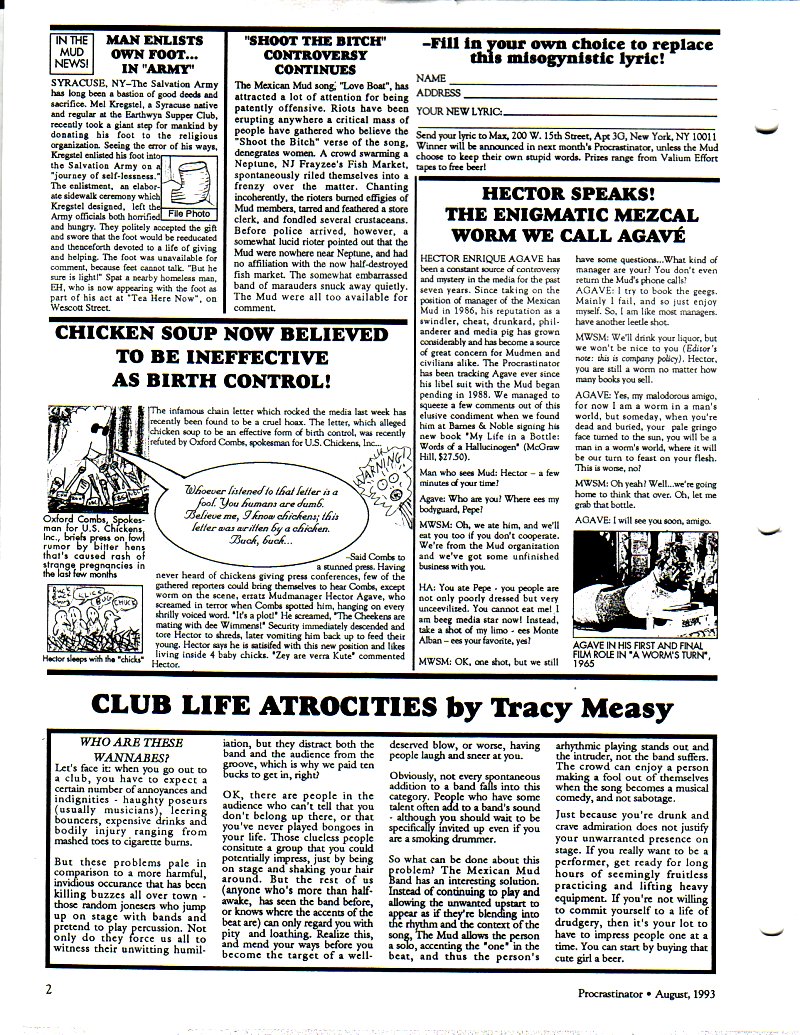 IN THE
MUD
NEWS!
MAN ENLISTS
OWN FOOT...
IN "ARMY"
SYRACUSE, NY–The Salvation Army
has long been a bastion of good deeds and
sacrifice. Mel Kregstel, a Syracuse native
and regular at the Earthwyn Supper Club,
recently took a giant step for mankind by
donating his foot to the religious
organization. Seeing the error of his ways,
Kregstel enlisted his foot into
the Salvation Army on a
"journey of self-lessness."
The enlistment, an elabor-
ate sidewalk ceremony which
Kregstel designed, left the
Army officials both horrified
File Photo
and hungry. They politely accepted the gift
and swore that the foot would be reeducated
and thenceforth devoted to a life of giving
and helping. The foot was unavailable for
comment, because feet cannot talk. "But he
sure is light!" Spat a nearby homeless man,
EH, who is now appearing with the foot as
part of his act at "Tea Here Now", on
Wescott Street.
"SHOOT THE BITCH"
CONTROVERSY
CONTINUES
The Mexican Mud song, "Love Boat", has
attracted a lot of attention for being
patently offensive. Riots have been
erupting anywhere a critical mass of
people have gathered who believe the
"Shoot the Bitch" verse of the song,
denegrates women. A crowd swarming a
Neptune, NJ Frayzee's Fish Market,
spontaneously riled themselves into a
frenzy over the matter. Chanting
incoherently, the rioters burned effigies of
Mud members, tarred and feathered a store
clerk, and fondled several crustaceans.
Before police arrived, however, a
somewhat lucid rioter pointed out that the
Mud were nowhere near Neptune, and had
no affiliation with the now half-destroyed
fish market. The somewhat embarrassed
band of marauders snuck away quietly.
The Mud were all too available for
comment.
–Fill in your own choice to replace
this misogynistic lyric!
NAME
ADDRESS
YOUR NEW LYRIC:
Send your lyric to Max, 200 W. 15th Street, Apt 3G, New York, NY 10011
Winner will be announced in next month's Procrastinator, unless the Mud
choose to keep their own stupid words. Prizes range from Valium Effort
tapes to free beer!
HECTOR SPEAKS!
THE ENIGMATIC MEZCAL
WORM WE CALL AGAVÉ
HECTOR ENRIQUE AGAVE has
been a constant source of controversy
and mystery in the media for the past
seven years. Since taking on the
position of manager of the Mexican
Mud in 1986, his reputation as a
swindler, cheat, drunkard, phil-
anderer and media pig has grown
considerably and has become a source
of great concern for Mudmen and
civilians alike. The Procrastinator
has been tracking Agave ever since
his libel suit with the Mud began
pending in 1988. We managed to
squeeze a few comments out of this
elusive condiment when we found
him at Barnes & Noble signing his
new book "My Life in a Bottle:
Words of a Hallucinogen" (McGraw
Hill, $27.50).
Man who sees Mud: Hector – a few
minutes of your time?
Agave: Who are you? Where ees my
bodyguard, Pepe?
MWSM: Oh, we ate him, and we'll
eat you too if you don't cooperate.
We're from the Mud organization
and we've got some unfinished
business with you.
HA: You ate Pepe - you people are
not only poorly dressed but very
unceevilized. You cannot eat me! I
am beeg media star now! Instead,
take a shot of my limo - ees Monte
Alban – ees your favorite, yes?
MWSM: OK, one shot, but we still
have some questions...What kind of
manager are you? You don't even
return the Mud's phone calls?
AGAVE: I try to book the geegs.
Mainly I fail, and so just enjoy
myself. So, I am like most managers.
have another leetle shot.
MWSM: We'll drink your liquor, but
we won't be nice to you (Editor's
note: this is company policy). Hector,
you are still a worm no matter how
many books you sell.
AGAVE: Yes, my malodorous amigo,
for now I am a worm in a man's
world, but someday, when you're
dead and buried, your pale gringo
face turned to the sun, you will be a
man in a worm's world, where it will
be our turn to feast on your flesh.
This is worse, no?
MWSM: Oh yeah? Well...we're going
home to think that over. Oh, let me
grab that bottle.
AGAVE: I will see you soon, amigo.
AGAVE IN HIS FIRST AND FINAL
FILM ROLE IN "A WORM'S TURN",
1965
CHICKEN SOUP NOW BELIEVED
TO BE INEFFECTIVE
AS BIRTH CONTROL!
The infamous chain letter which rocked the media last week has
recently been found to be a cruel hoax. The letter, which alleged
chicken soup to be an effective form of birth control, was recently
refuted by Oxford Combs, spokesman for U.S. Chickens, Inc..
WARNING!
Whoever listened to that letter is a
fool. You humans are dumb.
Believe me, I know chickens; this
letter was written by a chicken.
Buck, buck...
Oxford Combs, Spokes-
man for U.S. Chickens,
Inc., briefs press on fowl
rumor by bitter hens
that's caused rash of
strange pregnancies in
the last few months
–Said Combs to
a stunned press. Having
never heard of chickens giving press conferences, few of the
gathered reporters could bring themselves to hear Combs, except
worm on the scene, erratz Mudmanager Hector Agave, who
screamed in terror when Combs spotted him, hanging on every
shrilly voiced word. "It's a plot!" He screamed, "The Cheekens are
mating with dee Wimmens!" Security immediately descended and
tore Hector to shreds, later vomiting him back up to feed their
young. Hector says he is satisifed with this new position and likes
living inside 4 baby chicks. "Zey are verra Kute" commented
Hector.
Hector sleeps with the "chicks"
CLUB LIFE ATROCITIES by Tracy Measy
WHO ARE THESE
WANNABES?
Let's face it: when you go out to
a club, you have to expect a
certain number of annoyances and
indignities - haughty poseurs
(usually musicians), leering
bouncers, expensive drinks and
bodily injury ranging from
mashed toes to cigarette burns.
But these problems pale in
comparison to a more harmful,
invidious occurance that has been
killing buzzes all over town -
those random jonesers who jump
up on stage with bands and
pretend to play percussion. Not
only do they force us all to
witness their unwitting humil-
iation, but they distract both the
band and the audience from the
groove, which is why we paid ten
bucks to get in, right?
OK, there are people in the
audience who can't tell that you
don't belong up there, or that
you've never played bongoes in
your life. Those clueless people
consitute a group that you could
potentially impress, just by being
on stage and shaking your hair
around. But the rest of us
(anyone who's more than half-
awake, has seen the band before,
or knows where the accents of the
beat are) can only regard you with
pity and loathing. Realize this,
and mend your ways before you
become the target of a well-
deserved blow, or worse, having
people laugh and sneer at you.
Obviously, not every spontaneous
addition to a band falls into this
category. People who have some
talent often add to a band's sound
- although you should wait to be
specifically invited up even if you
are a smoking drummer.
So what can be done about this
problem? The Mexican Mud
Band has an interesting solution.
Instead of continuing to play and
allowing the unwanted upstart to
appear as if they're blending into
the rhythm and the context of the
song, The Mud allows the person
a solo, accenting the "one" in the
beat, and thus the person's
arhythmic playing stands out and
the intruder, not the band suffers.
The crowd can enjoy a person
making a fool out of themselves
when the song becomes a musical
comedy, and not sabotage.
Just because you're drunk and
crave admiration does not justify
your unwarranted presence on
stage. If you really want to be a
performer, get ready for long
hours of seemingly fruitless
practicing and lifting heavy
equipment. If you're not willing
to commit yourself to a life of
drudgery, then it's your lot to
have to impress people one at a
time. You can start by buying that
cute girl a beer.
2
Procrastinator • August, 1993